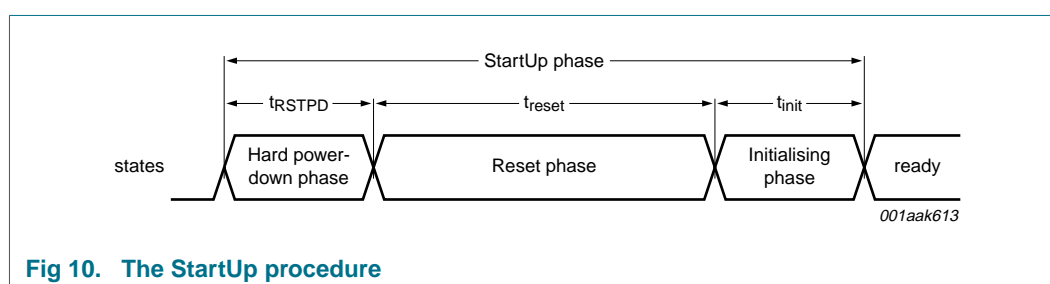 StartUp phase
tRSTPD
treset
tinit
states
Hard power-
down phase
Reset phase
Initialising
phase
ready
001aak613
Fig 10. The StartUp procedure